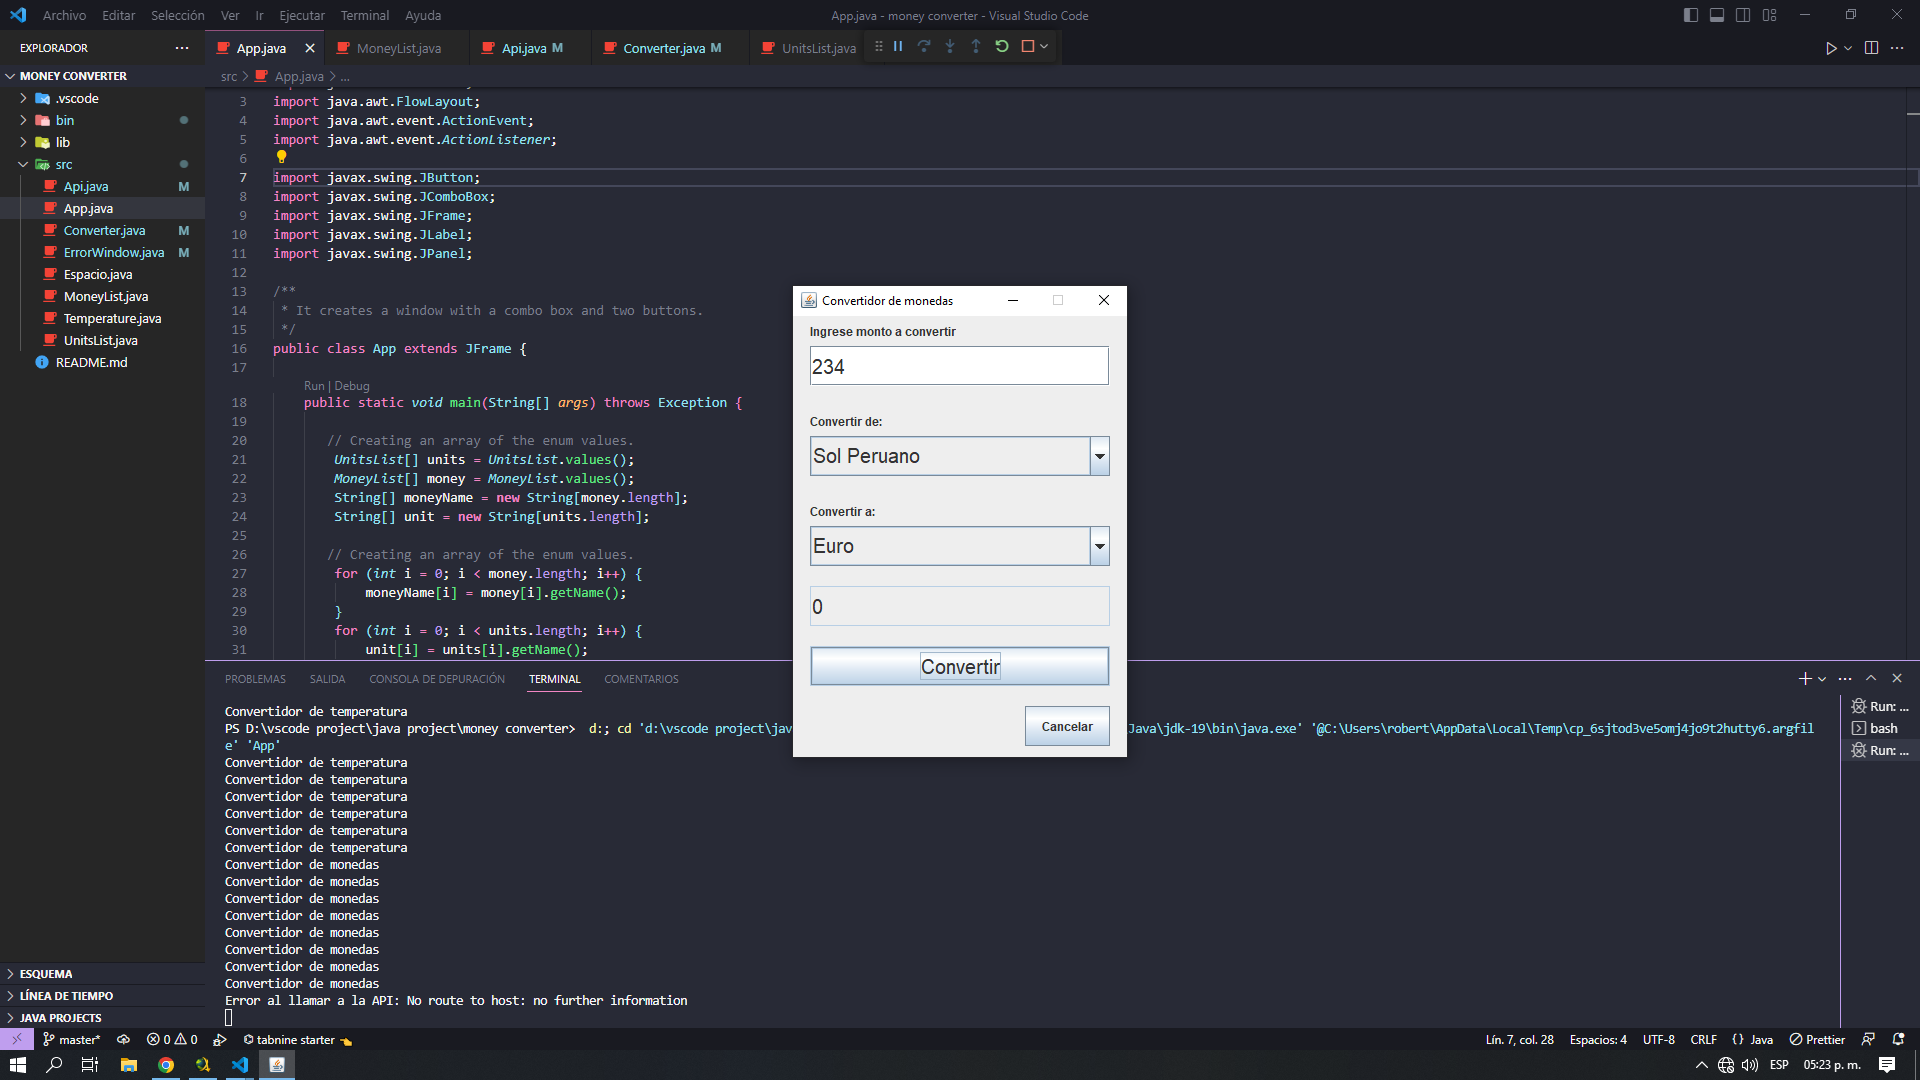 Archivo Editar Selección Ver Ir Ejecutar Terminal Ayuda
App.java - money converter - Visual Studio Code
EXPLORADOR
App.java
MoneyList.java
Api.java M
Converter.java M
UnitsList.java
MONEY CONVERTER
.vscode
bin
lib
src
Api.java M
App.java
Converter.java M
ErrorWindow.java M
Espacio.java
MoneyList.java
Temperature.java
UnitsList.java
README.md
ESQUEMA
LÍNEA DE TIEMPO
JAVA PROJECTS
src > App.java > ...
3 import java.awt.FlowLayout;
4 import java.awt.event.ActionEvent;
5 import java.awt.event.ActionListener;
6
7 import javax.swing.JButton;
8 import javax.swing.JComboBox;
9 import javax.swing.JFrame;
10 import javax.swing.JLabel;
11 import javax.swing.JPanel;
12
13 /**
14 * It creates a window with a combo box and two buttons.
15 */
16 public class App extends JFrame {
17
Run | Debug
18 public static void main(String[] args) throws Exception {
19
20 // Creating an array of the enum values.
21 UnitsList[] units = UnitsList.values();
22 MoneyList[] money = MoneyList.values();
23 String[] moneyName = new String[money.length];
24 String[] unit = new String[units.length];
25
26 // Creating an array of the enum values.
27 for (int i = 0; i < money.length; i++) {
28 moneyName[i] = money[i].getName();
29 }
30 for (int i = 0; i < units.length; i++) {
31 unit[i] = units[i].getName();
Convertidor de monedas
Ingrese monto a convertir
234
Convertir de:
Sol Peruano
Convertir a:
Euro
0
Convertir
Cancelar
PROBLEMAS SALIDA CONSOLA DE DEPURACIÓN TERMINAL COMENTARIOS
Convertidor de temperatura
PS D:\vscode project\java project\money converter> d:; cd 'd:\vscode project\jav Java\jdk-19\bin\java.exe' '@C:\Users\robert\AppData\Local\Temp\cp_6sjtod3ve5omj4jo9t2hutty6.argfil
e' 'App'
Convertidor de temperatura
Convertidor de temperatura
Convertidor de temperatura
Convertidor de temperatura
Convertidor de temperatura
Convertidor de temperatura
Convertidor de monedas
Convertidor de monedas
Convertidor de monedas
Convertidor de monedas
Convertidor de monedas
Convertidor de monedas
Convertidor de monedas
Convertidor de monedas
Error al llamar a la API: No route to host: no further information
Run: ...
bash
Run: ...
master* 0 0 tabnine starter
Lín. 7, col. 28 Espacios: 4 UTF-8 CRLF {} Java Prettier
ESP 05:23 p. m.